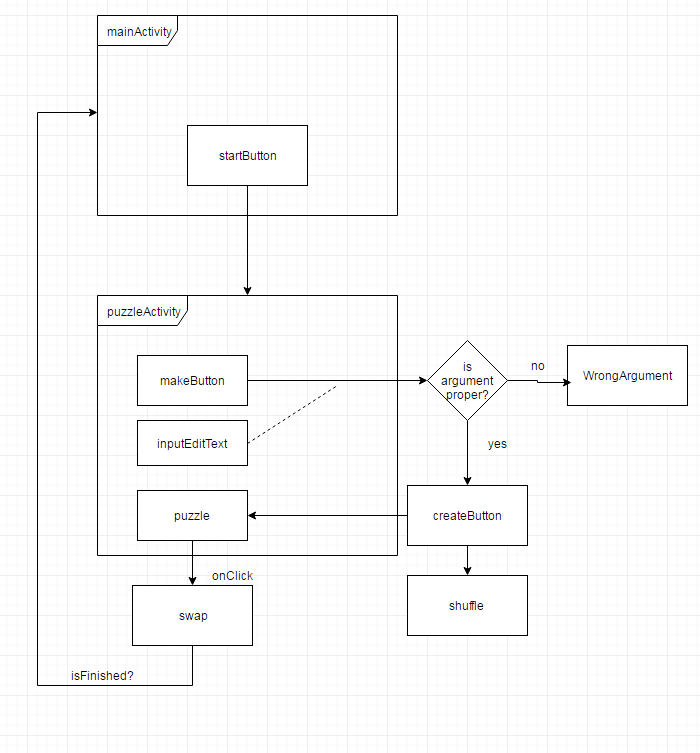 mainActivity
startButton
puzzleActivity
makeButton
is
argument
proper?
no
WrongArgument
inputEditText
yes
puzzle
createButton
onClick
swap
shuffle
isFinished?